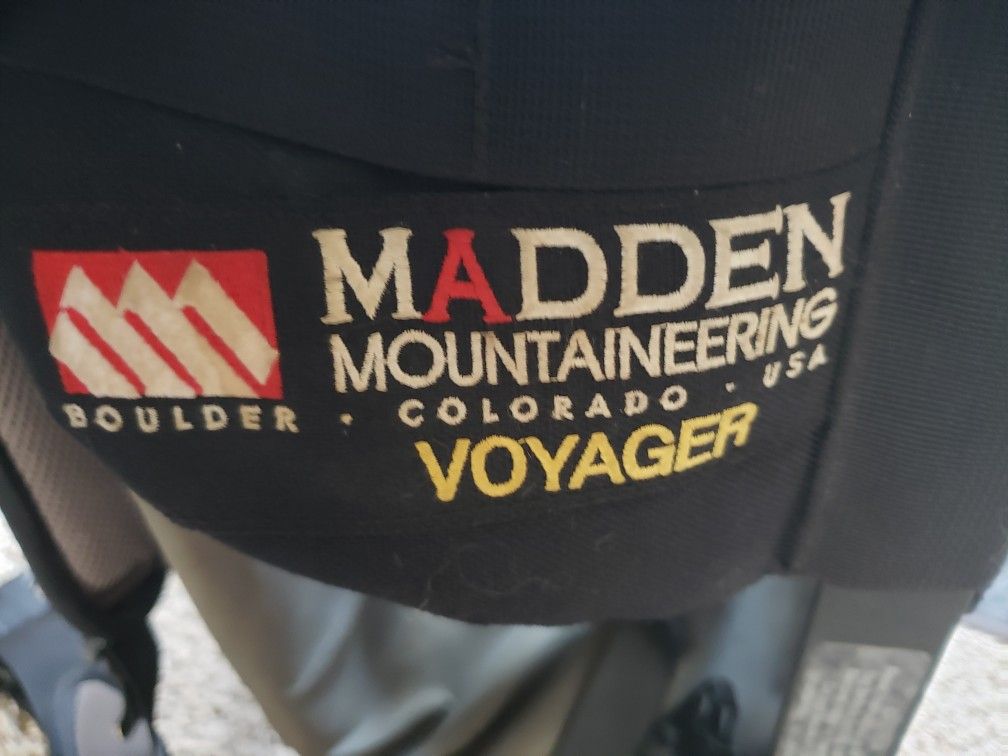 MADDEN
MOUNTAINEERING
BOULDER · COLORADO · USA
VOYAGER